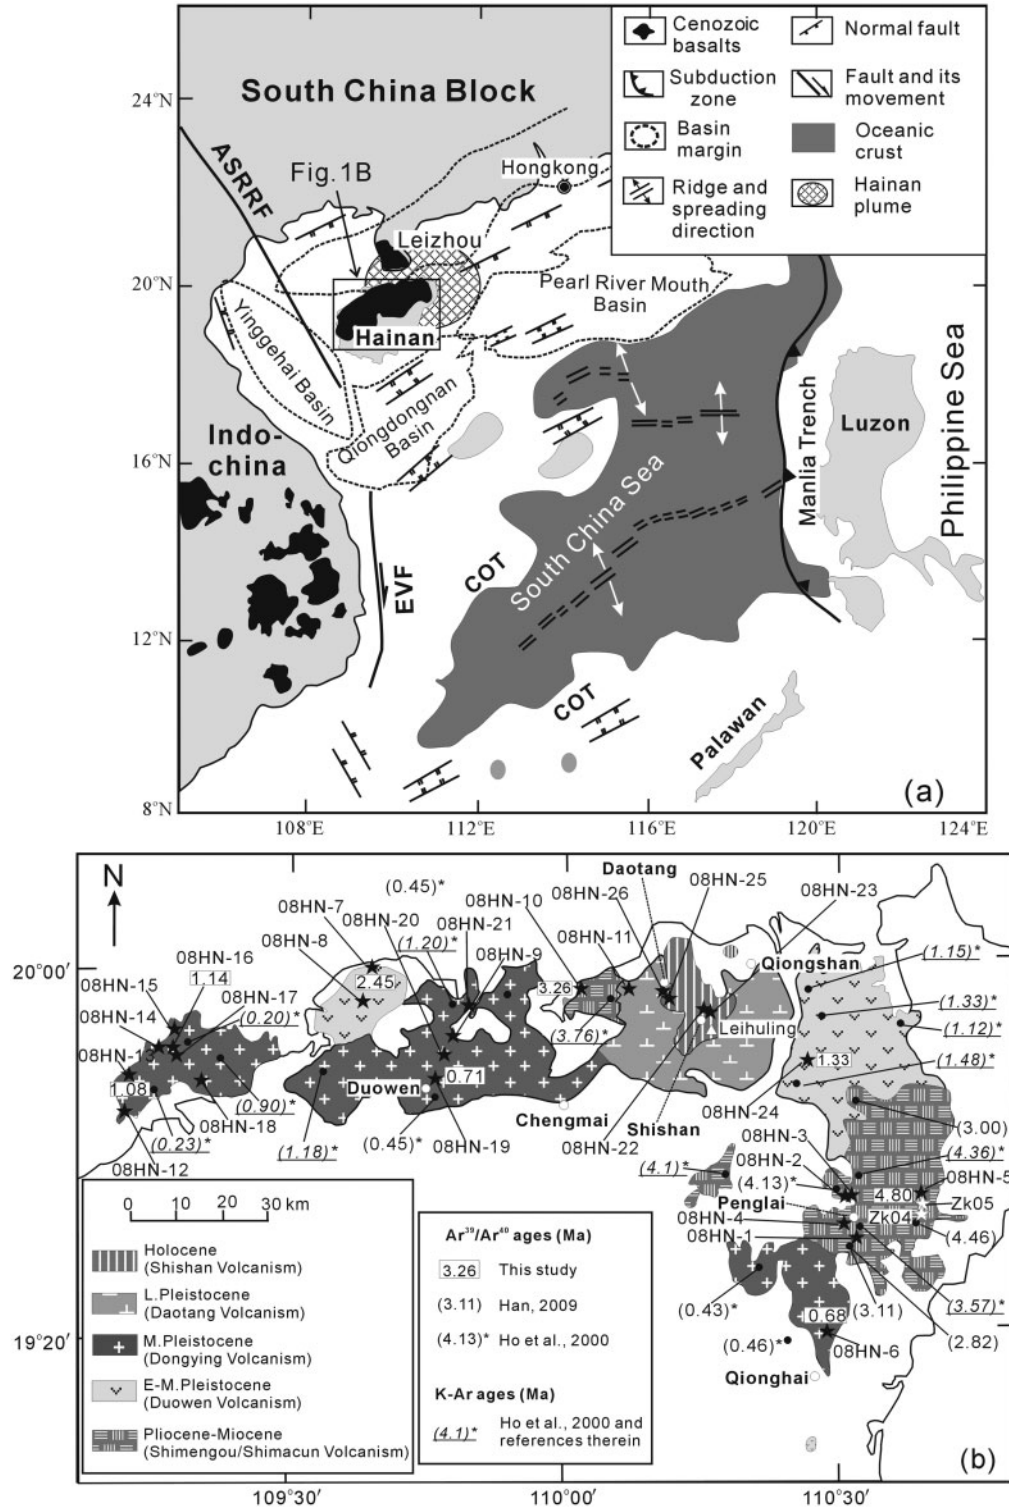 116°E
120°E
124°E
Cenozoic
basalts
Normal fault
Subduction
zone
Fault and its
movement
Basin
margin
Oceanic
crust
Ridge and
spreading
direction
Hainan
plume
24°N
20°N
16°N
12°N
8°N
South China Block
ASRRF
Fig.1B
Hongkong
Leizhou
Pearl River Mouth
Basin
Hainan
Yinggehai Basin
Qiongdongnan
Basin
Indo-
china
South China Sea
Manlia Trench
Luzon
Philippine Sea
EVF
COT
COT
Palawan
(a)
108°E
112°E
116°E
120°E
124°E
N
Daotang
(0.45)*
08HN-10
08HN-26
08HN-25
08HN-7
08HN-20
08HN-21
08HN-23
08HN-8
(1.20)*
08HN-9
08HN-11
08HN-16
1.14
Qiongshan
(1.15)*
20°00′
08HN-15
08HN-17
2.45
3.26
08HN-14
(0.20)*
(3.76)*
Leihuling
(1.33)*
08HN-13
(1.12)*
1.33
(1.48)*
1.08
Duowen
0.71
(0.90)*
Chengmai
08HN-24
Shishan
08HN-18
(0.23)*
(1.18)*
(0.45)*
08HN-19
08HN-22
08HN-3
(3.00)
08HN-12
08HN-2
(4.36)*
(4.1)*
(4.13)*
4.80
08HN-5
Penglai
Zk05
08HN-4
Zk04
08HN-1
(4.46)
(0.43)*
(3.11)
(3.57)*
0.68
(2.82)
19°20′
(0.46)*
08HN-6
Qionghai
0 10 20 30 km
Holocene
(Shishan Volcanism)
L.Pleistocene
(Daotang Volcanism)
M.Pleistocene
(Dongying Volcanism)
E-M.Pleistocene
(Duowen Volcanism)
Pliocene-Miocene
(Shimengou/Shimacun Volcanism)
Ar³⁹/Ar⁴⁰ ages (Ma)
3.26 This study
(3.11) Han, 2009
(4.13)* Ho et al., 2000
K-Ar ages (Ma)
(4.1)* Ho et al., 2000 and
references therein
(b)
109°30′
110°00′
110°30′